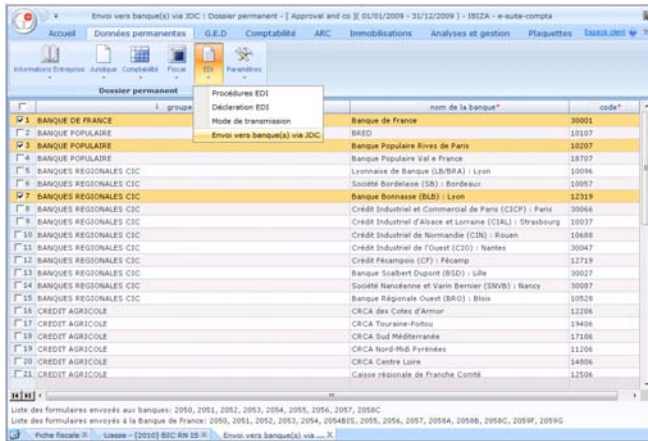 Envoi vers banque(s) via JDC : Dossier permanent - [ Approval and co ]( 01/01/2009 - 31/12/2009 ) - IBIZA - e-suite-compta
Accueil Données permanentes G.E.D Comptabilité ARC Immobilisations Analyses et gestion Plaquettes Espace client
Informations Entreprise Juridique Comptabilité Fiscal EDI Paramètres
Dossier permanent
Procédures EDI
Déclaration EDI
Mode de transmission
Envoi vers banque(s) via JDC
groupe nom de la banque* code*
1 BANQUE DE FRANCE Banque de France 30001
2 BANQUE POPULAIRE BRED 10107
3 BANQUE POPULAIRE Banque Populaire Rives de Paris 10207
4 BANQUE POPULAIRE Banque Populaire Val e France 18707
5 BANQUES REGIONALES CIC Lyonnaise de Banque (LB/BRA) : Lyon 10096
6 BANQUES REGIONALES CIC Société Bordelaise (SB) : Bordeaux 10057
7 BANQUES REGIONALES CIC Banque Bonnasse (BLB) : Lyon 12319
8 BANQUES REGIONALES CIC Crédit Industriel et Commercial de Paris (CICP) : Paris 30066
9 BANQUES REGIONALES CIC Crédit Industriel d'Alsace et Lorraine (CIAL) : Strasbourg 10037
10 BANQUES REGIONALES CIC Crédit Industriel de Normandie (CIN) : Rouen 10688
11 BANQUES REGIONALES CIC Crédit Industriel de l'Ouest (CIO) : Nantes 30047
12 BANQUES REGIONALES CIC Crédit Fécampois (CF) : Fécamp 12719
13 BANQUES REGIONALES CIC Banque Scalbert Dupont (BSD) : Lille 30027
14 BANQUES REGIONALES CIC Société Nancéenne et Varin Bernier (SNVB) : Nancy 30087
15 BANQUES REGIONALES CIC Banque Régionale Ouest (BRO) : Blois 10528
16 CREDIT AGRICOLE CRCA des Cotes d'Armor 12206
17 CREDIT AGRICOLE CRCA Touraine-Poitou 19406
18 CREDIT AGRICOLE CRCA Sud Méditerranée 17106
19 CREDIT AGRICOLE CRCA Nord-Midi Pyrénées 11206
20 CREDIT AGRICOLE CRCA Centre Loire 14806
21 CREDIT AGRICOLE Caisse régionale de Franche Comté 12506
Liste des formulaires envoyés aux banques: 2050, 2051, 2052, 2053, 2054, 2055, 2056, 2057, 2058C
Liste des formulaires envoyés à la Banque de France: 2050, 2051, 2052, 2053, 2054, 2054BIS, 2055, 2056, 2057, 2058A, 2058B, 2058C, 2059F, 2059G
Fiche fiscale Liasse - [2010] BIC RN IS Envoi vers banque(s) via ...